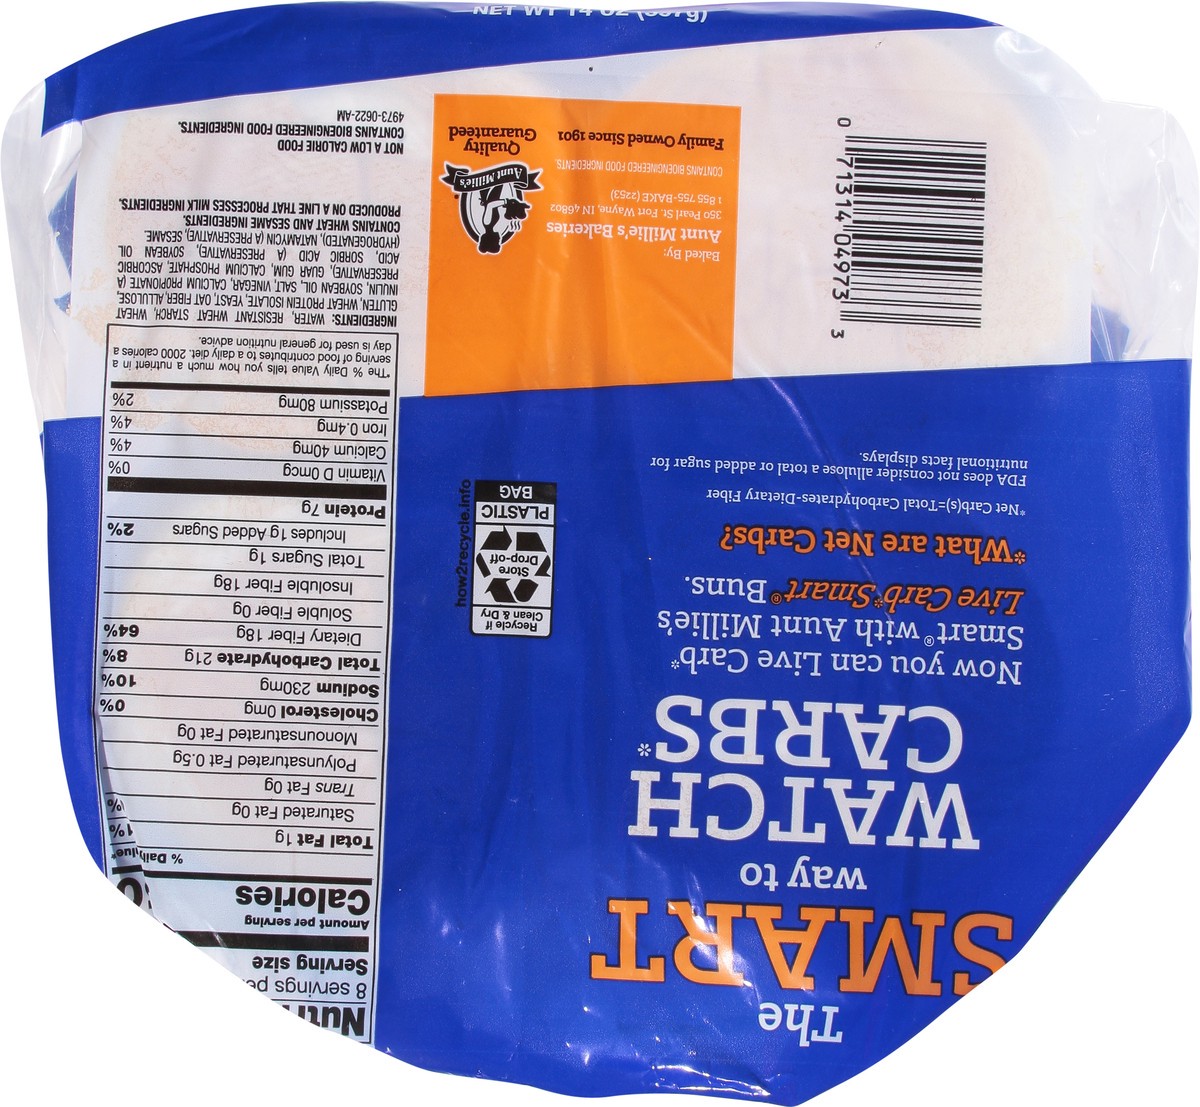 The
SMART
way to
WATCH
CARBS*
Now you can Live Carb*
Smart® with Aunt Millie's
Live Carb*Smart® Buns.
*What are Net Carbs?
*Net Carb(s)=Total Carbohydrates-Dietary Fiber
FDA does not consider allulose a total or added sugar for
nutritional facts displays.
Recycle if
Clean & Dry
Store
Drop-off
PLASTIC
BAG
how2recycle.info
8 servings
Serving size
Amount per serving
Calories
% Daily
Total Fat 1g 1%
Saturated Fat 0g
Trans Fat 0g
Polyunsaturated Fat 0.5g
Monounsaturated Fat 0g
Cholesterol 0mg 0%
Sodium 230mg 10%
Total Carbohydrate 21g 8%
Dietary Fiber 18g 64%
Soluble Fiber 0g
Insoluble Fiber 18g
Total Sugars 1g
Includes 1g Added Sugars 2%
Protein 7g
Vitamin D 0mcg 0%
Calcium 40mg 4%
Iron 0.4mg 4%
Potassium 80mg 2%
*The % Daily Value tells you how much a nutrient in a
serving of food contributes to a daily diet. 2000 calories a
day is used for general nutrition advice.
INGREDIENTS: WATER, RESISTANT WHEAT STARCH, WHEAT
GLUTEN, WHEAT PROTEIN ISOLATE, YEAST, OAT FIBER, ALLULOSE,
INULIN, SOYBEAN OIL, SALT, VINEGAR, CALCIUM PROPIONATE (A
PRESERVATIVE), GUAR GUM, CALCIUM PHOSPHATE, ASCORBIC
ACID, SORBIC ACID (A PRESERVATIVE), SOYBEAN OIL
(HYDROGENATED), NATAMYCIN (A PRESERVATIVE), SESAME.
CONTAINS WHEAT AND SESAME INGREDIENTS.
PRODUCED ON A LINE THAT PROCESSES MILK INGREDIENTS.
NOT A LOW CALORIE FOOD
CONTAINS BIOENGINEERED FOOD INGREDIENTS.
4973-0622-AM
Baked By:
Aunt Millie's Bakeries
350 Pearl St. Fort Wayne, IN 46802
1 855 755-BAKE (2253)
CONTAINS BIOENGINEERED FOOD INGREDIENTS.
Family Owned Since 1901
Aunt Millie's
Quality
Guaranteed
0 71314 04973 3
NET WT 14 OZ